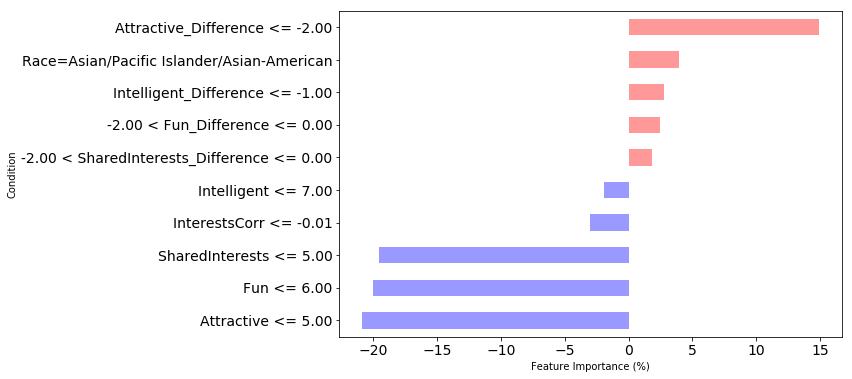 Attractive_Difference <= -2.00
Race=Asian/Pacific Islander/Asian-American
Intelligent_Difference <= -1.00
-2.00 < Fun_Difference <= 0.00
-2.00 < SharedInterests_Difference <= 0.00
Intelligent <= 7.00
InterestsCorr <= -0.01
SharedInterests <= 5.00
Fun <= 6.00
Attractive <= 5.00
Condition
−20 −15 −10 −5 0 5 10 15
Feature Importance (%)